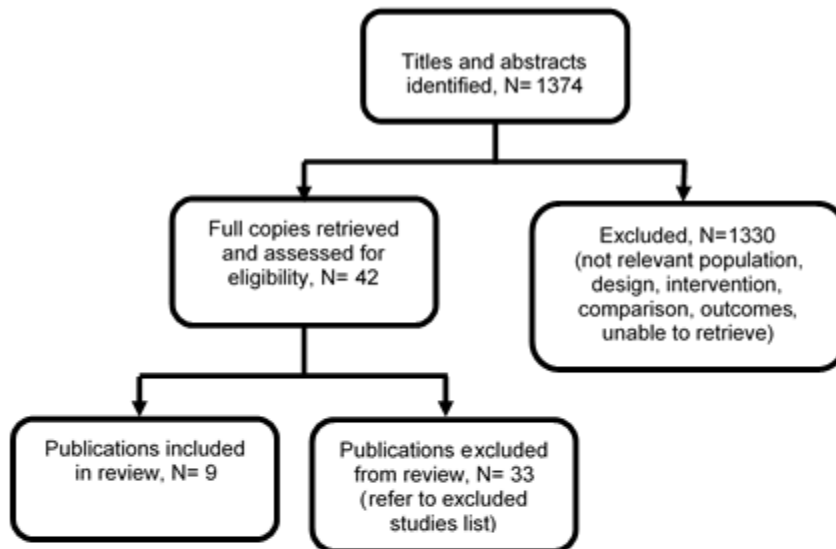 Titles and abstracts
identified, N= 1374
Full copies retrieved
and assessed for
eligibility, N= 42
Excluded, N=1330
(not relevant population,
design, intervention,
comparison, outcomes,
unable to retrieve)
Publications included
in review, N= 9
Publications excluded
from review, N= 33
(refer to excluded
studies list)